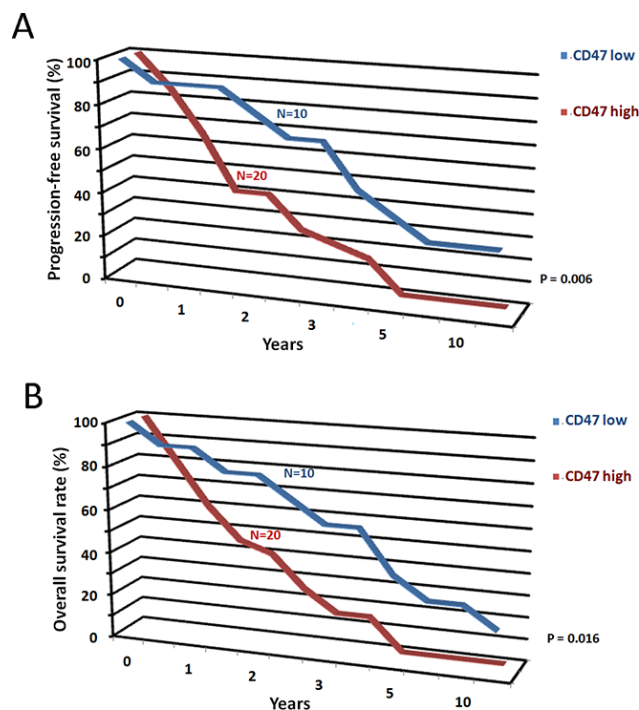 A
Progression-free survival (%)
100
80
60
40
20
0
0 1 2 3 5 10
Years
N=10
N=20
CD47 low
CD47 high
P = 0.006
B
Overall survival rate (%)
100
80
60
40
20
0
0 1 2 3 5 10
Years
N=10
N=20
CD47 low
CD47 high
P = 0.016